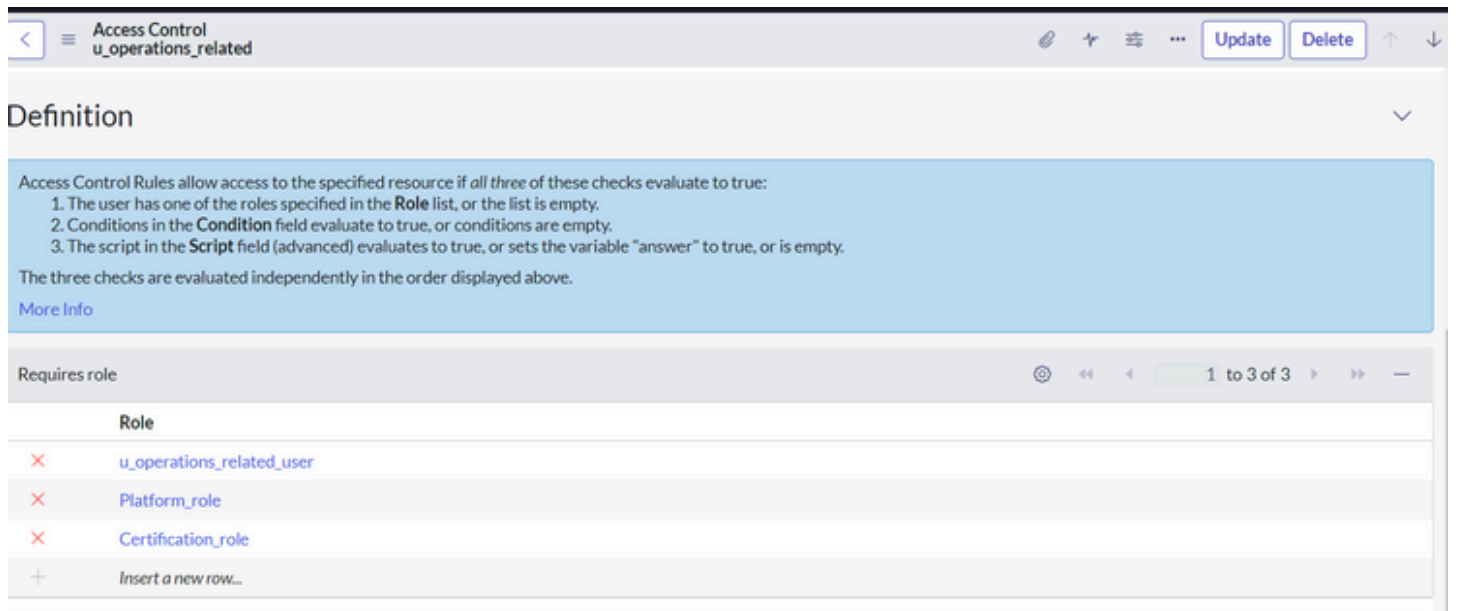 Access Control
u_operations_related
Update
Delete
Definition
Access Control Rules allow access to the specified resource if all three of these checks evaluate to true:
1. The user has one of the roles specified in the Role list, or the list is empty.
2. Conditions in the Condition field evaluate to true, or conditions are empty.
3. The script in the Script field (advanced) evaluates to true, or sets the variable "answer" to true, or is empty.
The three checks are evaluated independently in the order displayed above.
More Info
Requires role
1 to 3 of 3
Role
u_operations_related_user
Platform_role
Certification_role
Insert a new row...